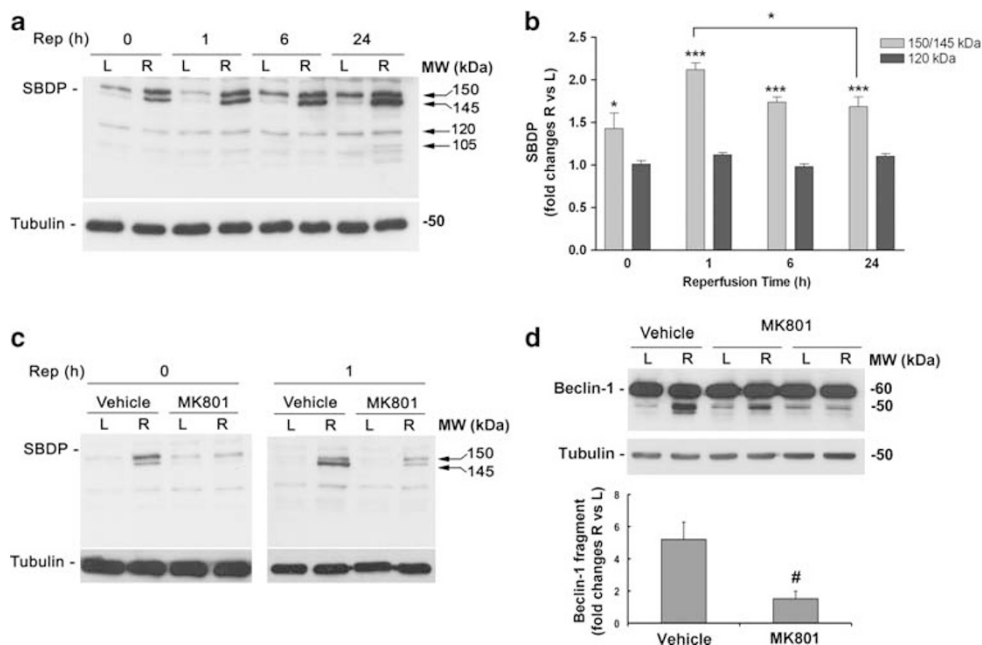 a
Rep (h) 0 1 6 24
L R L R L R L R MW (kDa)
SBDP -
150
145
120
105
Tubulin - -50
b
*
150/145 kDa
120 kDa
SBDP
(fold changes R vs L)
2.5
2.0
1.5
1.0
0.5
0.0
* *** *** ***
0 1 6 24
Reperfusion Time (h)
c
Rep (h) 0 1
Vehicle MK801 Vehicle MK801
L R L R L R L R MW (kDa)
SBDP -
150
145
Tubulin -
d
Vehicle MK801
L R L R L R MW (kDa)
Beclin-1 - -60
-50
Tubulin - -50
Beclin-1 fragment
(fold changes R vs L)
8
6
4
2
0
#
Vehicle MK801